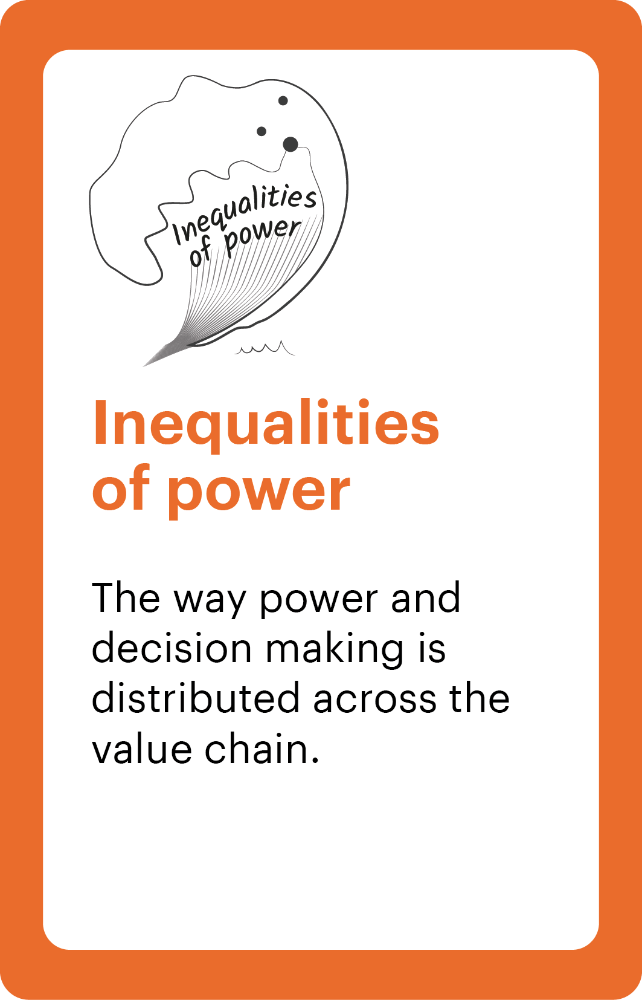 Inequalities
of power
Inequalities
of power
The way power and
decision making is
distributed across the
value chain.